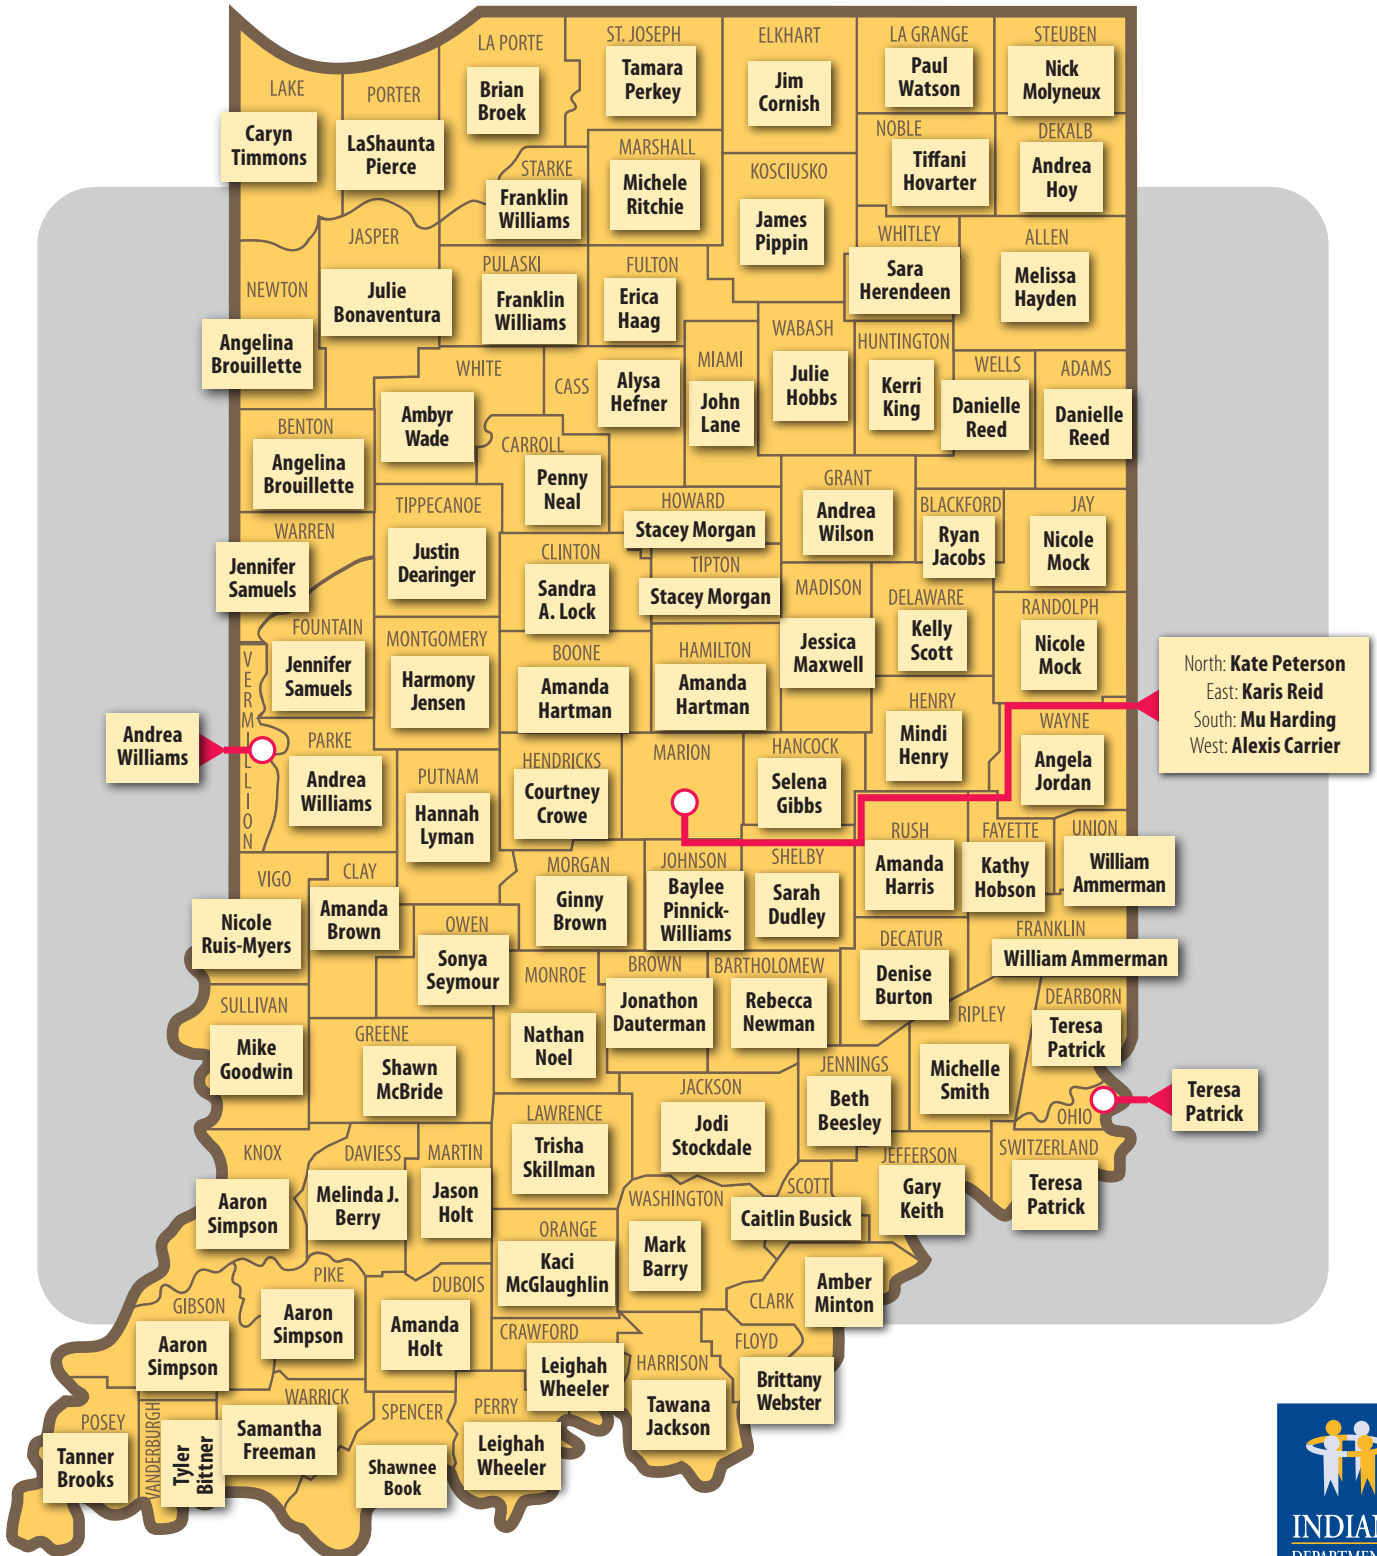 LAKE
Caryn
Timmons
PORTER
LaShaunta
Pierce
LA PORTE
Brian
Broek
ST. JOSEPH
Tamara
Perkey
ELKHART
Jim
Cornish
LA GRANGE
Paul
Watson
STEUBEN
Nick
Molyneux
STARKE
Franklin
Williams
MARSHALL
Michele
Ritchie
KOSCIUSKO
James
Pippin
NOBLE
Tiffani
Hovarter
DEKALB
Andrea
Hoy
NEWTON
Angelina
Brouillette
JASPER
Julie
Bonaventura
PULASKI
Franklin
Williams
FULTON
Erica
Haag
WHITLEY
Sara
Herendeen
ALLEN
Melissa
Hayden
WHITE
Ambyr
Wade
CASS
Alysa
Hefner
MIAMI
John
Lane
WABASH
Julie
Hobbs
HUNTINGTON
Kerri
King
WELLS
Danielle
Reed
ADAMS
Danielle
Reed
BENTON
Angelina
Brouillette
CARROLL
Penny
Neal
GRANT
Andrea
Wilson
BLACKFORD
Ryan
Jacobs
JAY
Nicole
Mock
WARREN
Jennifer
Samuels
TIPPECANOE
Justin
Dearinger
HOWARD
Stacey Morgan
CLINTON
Sandra
A. Lock
TIPTON
Stacey Morgan
MADISON
Jessica
Maxwell
DELAWARE
Kelly
Scott
RANDOLPH
Nicole
Mock
FOUNTAIN
Jennifer
Samuels
MONTGOMERY
Harmony
Jensen
BOONE
Amanda
Hartman
HAMILTON
Amanda
Hartman
HENRY
Mindi
Henry
WAYNE
Angela
Jordan
North: Kate Peterson
East: Karis Reid
South: Mu Harding
West: Alexis Carrier
VERMILLION
Andrea
Williams
PARKE
Andrea
Williams
PUTNAM
Hannah
Lyman
HENDRICKS
Courtney
Crowe
MARION
HANCOCK
Selena
Gibbs
RUSH
Amanda
Harris
FAYETTE
Kathy
Hobson
UNION
William
Ammerman
VIGO
Nicole
Ruis-Myers
CLAY
Amanda
Brown
OWEN
Sonya
Seymour
MORGAN
Ginny
Brown
JOHNSON
Baylee
Pinnick-
Williams
SHELBY
Sarah
Dudley
DECATUR
Denise
Burton
FRANKLIN
William Ammerman
SULLIVAN
Mike
Goodwin
GREENE
Shawn
McBride
MONROE
Nathan
Noel
BROWN
Jonathon
Dauterman
BARTHOLOMEW
Rebecca
Newman
RIPLEY
Michelle
Smith
DEARBORN
Teresa
Patrick
JENNINGS
Beth
Beesley
OHIO
Teresa
Patrick
KNOX
Aaron
Simpson
DAVIESS
Melinda J.
Berry
MARTIN
Jason
Holt
LAWRENCE
Trisha
Skillman
JACKSON
Jodi
Stockdale
JEFFERSON
Gary
Keith
SWITZERLAND
Teresa
Patrick
ORANGE
Kaci
McGlaughlin
WASHINGTON
Mark
Barry
SCOTT
Caitlin Busick
CLARK
Amber
Minton
GIBSON
Aaron
Simpson
PIKE
Aaron
Simpson
DUBOIS
Amanda
Holt
CRAWFORD
Leighah
Wheeler
HARRISON
Tawana
Jackson
FLOYD
Brittany
Webster
POSEY
Tanner
Brooks
VANDERBURGH
Tyler
Bittner
WARRICK
Samantha
Freeman
SPENCER
Shawnee
Book
PERRY
Leighah
Wheeler